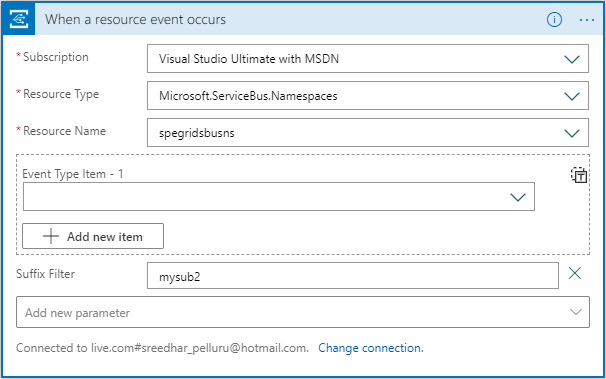 When a resource event occurs
* Subscription
Visual Studio Ultimate with MSDN
* Resource Type
Microsoft.ServiceBus.Namespaces
* Resource Name
spegridsbusns
Event Type Item - 1
Add new item
Suffix Filter
mysub2
Add new parameter
Connected to live.com#sreedhar_pelluru@hotmail.com. Change connection.